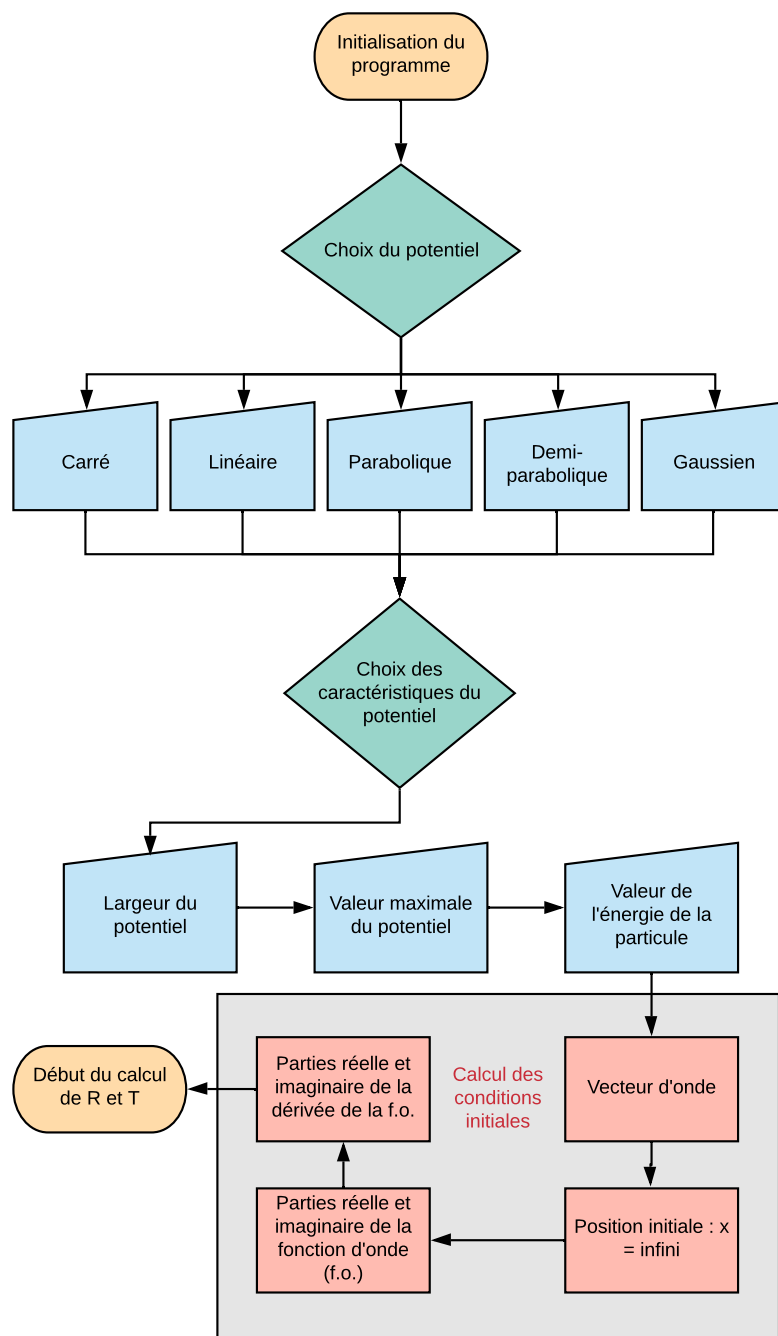 Initialisation du
programme
Choix du potentiel
Carré
Linéaire
Parabolique
Demi-
parabolique
Gaussien
Choix des
caractéristiques du
potentiel
Largeur du
potentiel
Valeur maximale
du potentiel
Valeur de
l'énergie de la
particule
Début du calcul
de R et T
Parties réelle et
imaginaire de la
dérivée de la f.o.
Calcul des
conditions
initiales
Vecteur d'onde
Parties réelle et
imaginaire de la
fonction d'onde
(f.o.)
Position initiale : x
= infini